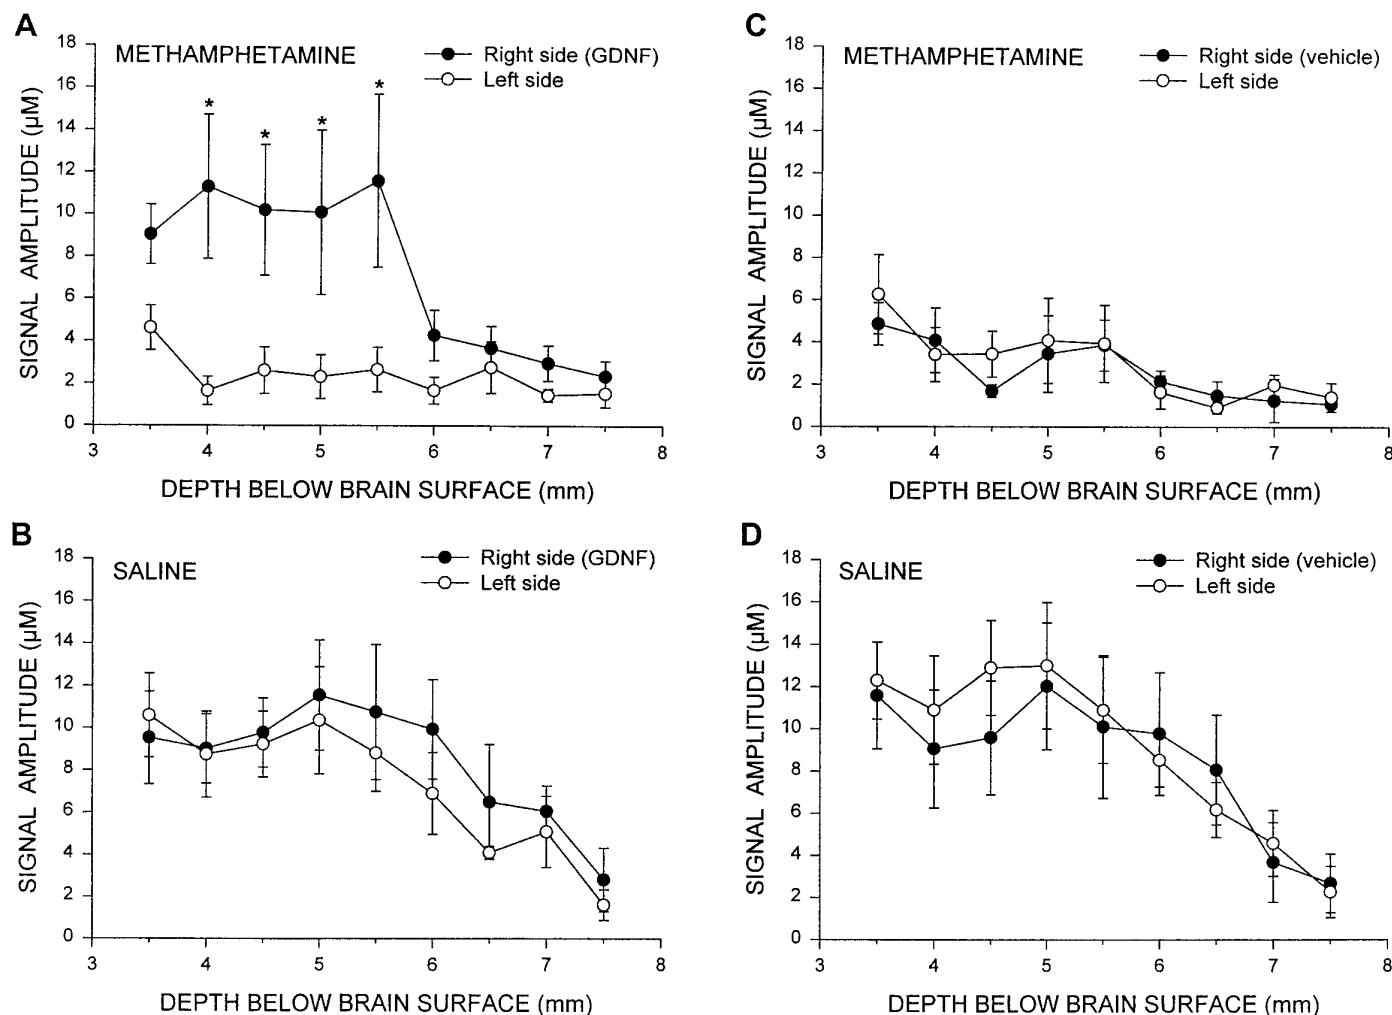 A
METHAMPHETAMINE
Right side (GDNF)
Left side
SIGNAL AMPLITUDE (µM)
18
16
14
12
10
8
6
4
2
0
* * * *
3 4 5 6 7 8
DEPTH BELOW BRAIN SURFACE (mm)
B
SALINE
Right side (GDNF)
Left side
SIGNAL AMPLITUDE (µM)
18
16
14
12
10
8
6
4
2
0
3 4 5 6 7 8
DEPTH BELOW BRAIN SURFACE (mm)
C
METHAMPHETAMINE
Right side (vehicle)
Left side
SIGNAL AMPLITUDE (µM)
18
16
14
12
10
8
6
4
2
0
3 4 5 6 7 8
DEPTH BELOW BRAIN SURFACE (mm)
D
SALINE
Right side (vehicle)
Left side
SIGNAL AMPLITUDE (µM)
18
16
14
12
10
8
6
4
2
0
3 4 5 6 7 8
DEPTH BELOW BRAIN SURFACE (mm)